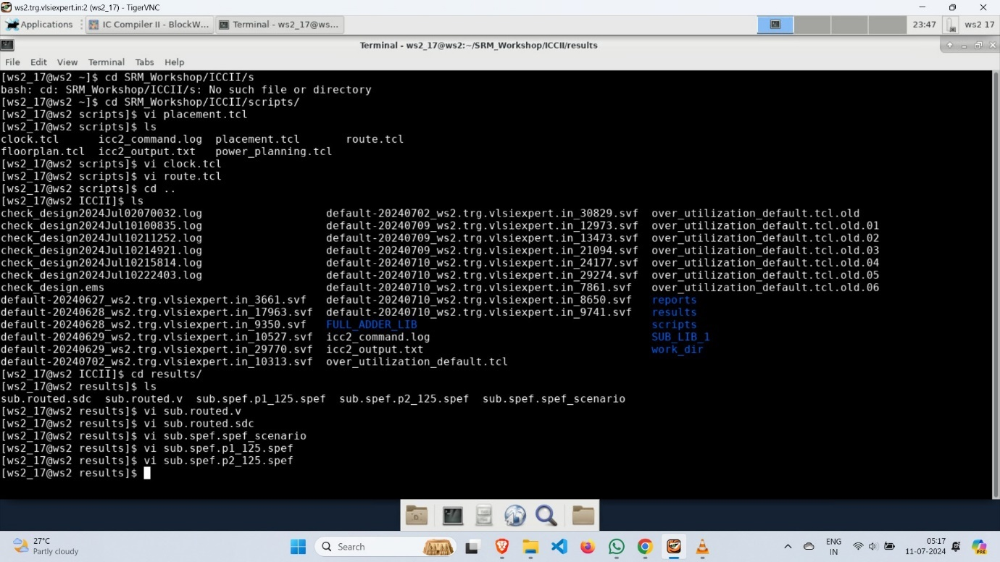 ws2.trg.vlsiexpert.in:2 (ws2_17) - TigerVNC
Applications IC Compiler II - BlockW... Terminal - ws2_17@ws... 23:47 ws2 17
Terminal - ws2_17@ws2:~/SRM_Workshop/ICCII/results
File Edit View Terminal Tabs Help
[ws2_17@ws2 ~]$ cd SRM_Workshop/ICCII/s
bash: cd: SRM_Workshop/ICCII/s: No such file or directory
[ws2_17@ws2 ~]$ cd SRM_Workshop/ICCII/scripts/
[ws2_17@ws2 scripts]$ vi placement.tcl
[ws2_17@ws2 scripts]$ ls
clock.tcl icc2_command.log placement.tcl route.tcl
floorplan.tcl icc2_output.txt power_planning.tcl
[ws2_17@ws2 scripts]$ vi clock.tcl
[ws2_17@ws2 scripts]$ vi route.tcl
[ws2_17@ws2 scripts]$ cd ..
[ws2_17@ws2 ICCII]$ ls
check_design2024Jul02070032.log default-20240702_ws2.trg.vlsiexpert.in_30829.svf over_utilization_default.tcl.old
check_design2024Jul10100835.log default-20240709_ws2.trg.vlsiexpert.in_12973.svf over_utilization_default.tcl.old.01
check_design2024Jul10211252.log default-20240709_ws2.trg.vlsiexpert.in_13473.svf over_utilization_default.tcl.old.02
check_design2024Jul10214921.log default-20240709_ws2.trg.vlsiexpert.in_21094.svf over_utilization_default.tcl.old.03
check_design2024Jul10215814.log default-20240710_ws2.trg.vlsiexpert.in_24177.svf over_utilization_default.tcl.old.04
check_design2024Jul10222403.log default-20240710_ws2.trg.vlsiexpert.in_29274.svf over_utilization_default.tcl.old.05
check_design.ems default-20240710_ws2.trg.vlsiexpert.in_7861.svf over_utilization_default.tcl.old.06
default-20240627_ws2.trg.vlsiexpert.in_3661.svf default-20240710_ws2.trg.vlsiexpert.in_8650.svf reports
default-20240628_ws2.trg.vlsiexpert.in_17963.svf default-20240710_ws2.trg.vlsiexpert.in_9741.svf results
default-20240628_ws2.trg.vlsiexpert.in_9350.svf FULL_ADDER_LIB scripts
default-20240629_ws2.trg.vlsiexpert.in_10527.svf icc2_command.log SUB_LIB_1
default-20240629_ws2.trg.vlsiexpert.in_29770.svf icc2_output.txt work_dir
default-20240702_ws2.trg.vlsiexpert.in_10313.svf over_utilization_default.tcl
[ws2_17@ws2 ICCII]$ cd results/
[ws2_17@ws2 results]$ ls
sub.routed.sdc sub.routed.v sub.spef.p1_125.spef sub.spef.p2_125.spef sub.spef.spef_scenario
[ws2_17@ws2 results]$ vi sub.routed.v
[ws2_17@ws2 results]$ vi sub.routed.sdc
[ws2_17@ws2 results]$ vi sub.spef.spef_scenario
[ws2_17@ws2 results]$ vi sub.spef.p1_125.spef
[ws2_17@ws2 results]$ vi sub.spef.p2_125.spef
[ws2_17@ws2 results]$
27°C
Partly cloudy
Search
ENG
IN
05:17
11-07-2024
PRE